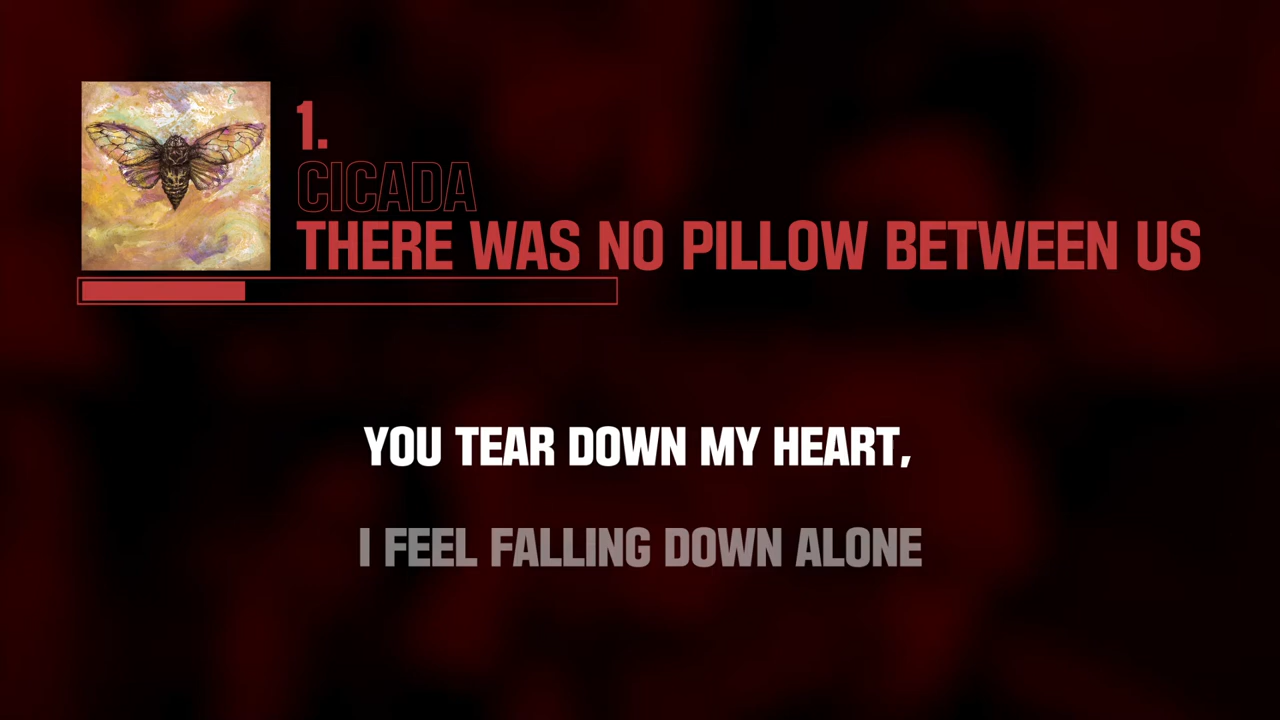 1.
CICADA
THERE WAS NO PILLOW BETWEEN US
YOU TEAR DOWN MY HEART,
I FEEL FALLING DOWN ALONE